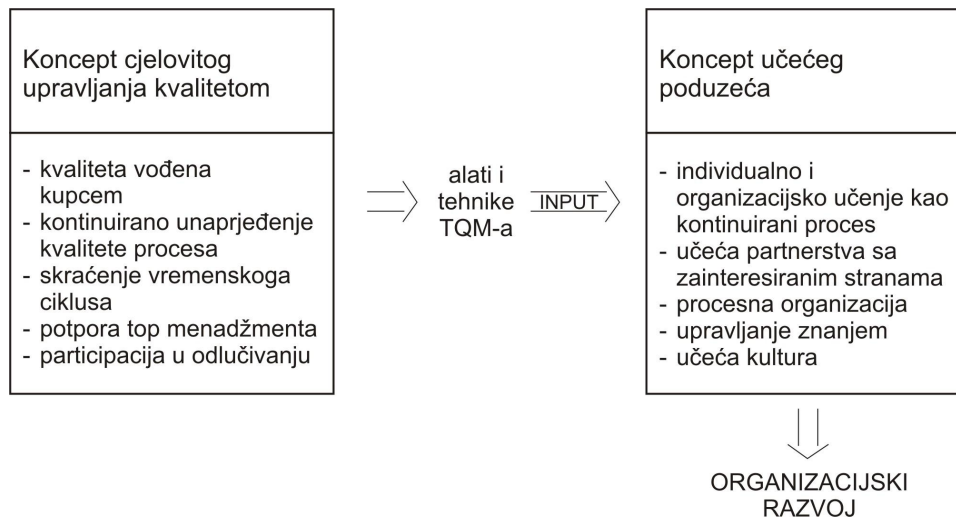 Koncept cjelovitog
upravljanja kvalitetom
- kvaliteta vođena
kupcem
- kontinuirano unaprjeđenje
kvalitete procesa
- skraćenje vremenskoga
ciklusa
- potpora top menadžmenta
- participacija u odlučivanju
alati i
tehnike
TQM-a
INPUT
Koncept učećeg
poduzeća
- individualno i
organizacijsko učenje kao
kontinuirani proces
- učeća partnerstva sa
zainteresiranim stranama
- procesna organizacija
- upravljanje znanjem
- učeća kultura
ORGANIZACIJSKI
RAZVOJ